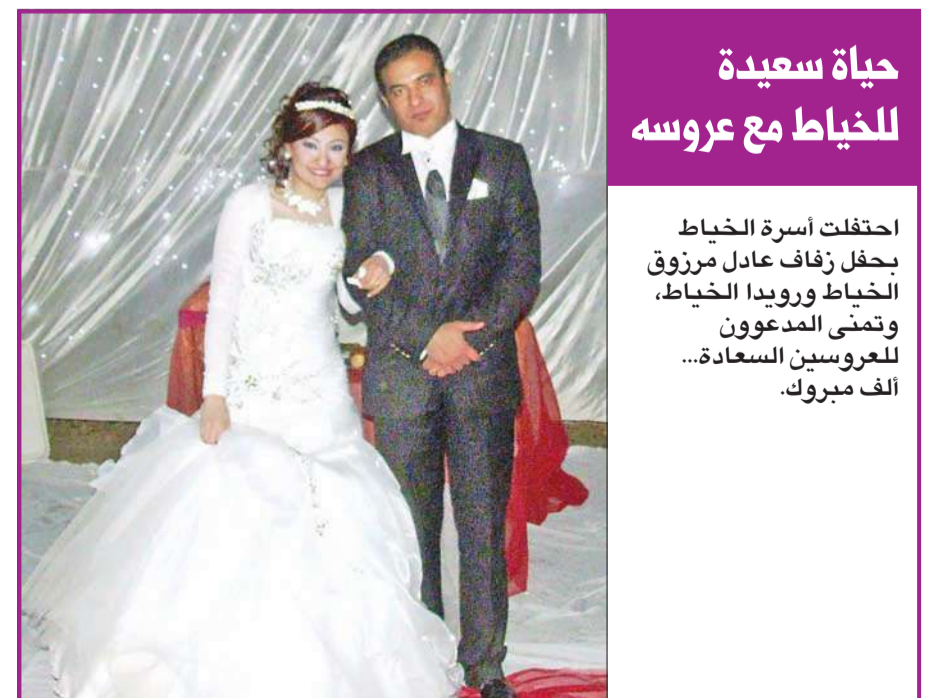 حياة سعيدة
للخياط مع عروسه
احتفلت أسرة الخياط
بحفل زفاف عادل مرزوق
الخياط ورويدا الخياط،
وتمنى المدعوون
للعروسين السعادة...
ألف مبروك.